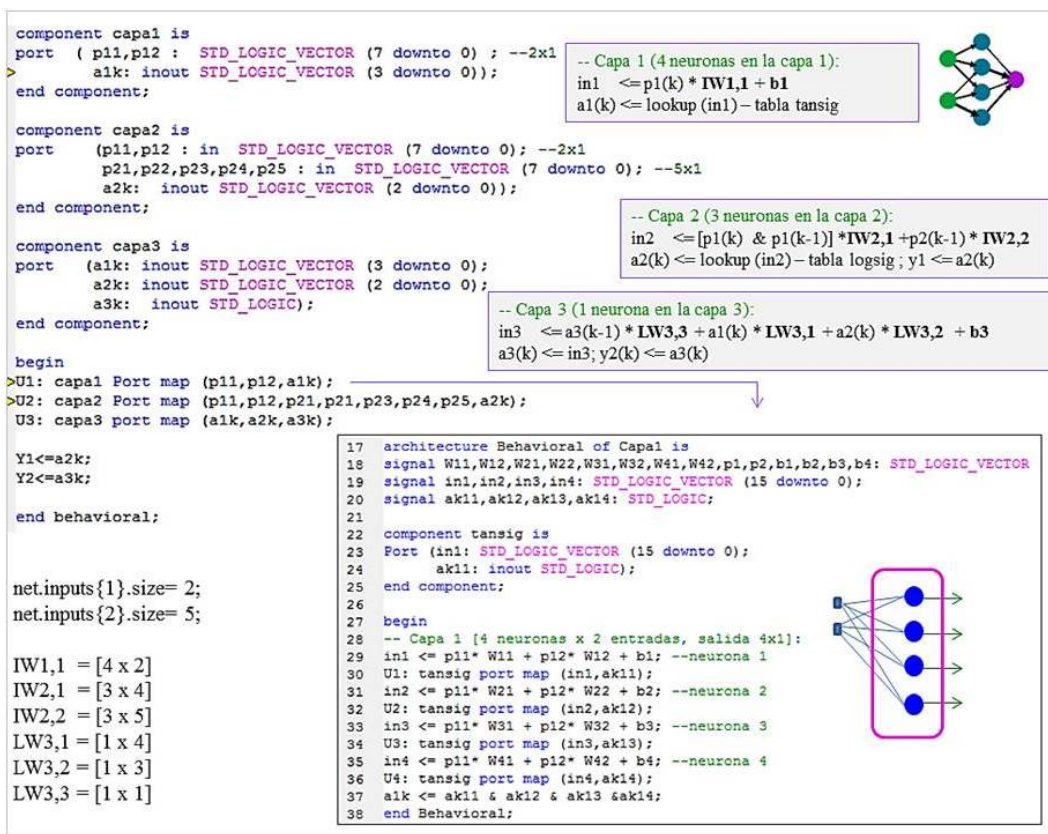 component capa1 is
port ( p11,p12 : STD_LOGIC_VECTOR (7 downto 0) ; --2x1
a1k: inout STD_LOGIC_VECTOR (3 downto 0));
end component;
-- Capa 1 (4 neuronas en la capa 1):
in1 <=p1(k) * IW1,1 + b1
a1(k) <= lookup (in1) – tabla tansig
component capa2 is
port (p11,p12 : in STD_LOGIC_VECTOR (7 downto 0); --2x1
p21,p22,p23,p24,p25 : in STD_LOGIC_VECTOR (7 downto 0); --5x1
a2k: inout STD_LOGIC_VECTOR (2 downto 0));
end component;
-- Capa 2 (3 neuronas en la capa 2):
in2 <=[p1(k) & p1(k-1)] *IW2,1 +p2(k-1) * IW2,2
a2(k) <= lookup (in2) – tabla logsig ; y1 <=a2(k)
component capa3 is
port (a1k: inout STD_LOGIC_VECTOR (3 downto 0);
a2k: inout STD_LOGIC_VECTOR (2 downto 0);
a3k: inout STD_LOGIC);
end component;
-- Capa 3 (1 neurona en la capa 3):
in3 <=a3(k-1) * LW3,3 + a1(k) * LW3,1 + a2(k) * LW3,2 + b3
a3(k) <= in3; y2(k) <= a3(k)
begin
U1: capa1 Port map (p11,p12,a1k);
U2: capa2 Port map (p11,p12,p21,p21,p23,p24,p25,a2k);
U3: capa3 port map (a1k,a2k,a3k);
Y1<=a2k;
Y2<=a3k;
end behavioral;
net.inputs{1}.size= 2;
net.inputs{2}.size= 5;
IW1,1 = [4 x 2]
IW2,1 = [3 x 4]
IW2,2 = [3 x 5]
LW3,1 = [1 x 4]
LW3,2 = [1 x 3]
LW3,3 = [1 x 1]
17 architecture Behavioral of Capa1 is
18 signal W11,W12,W21,W22,W31,W32,W41,W42,p1,p2,b1,b2,b3,b4: STD_LOGIC_VECTOR
19 signal in1,in2,in3,in4: STD_LOGIC_VECTOR (15 downto 0);
20 signal ak11,ak12,ak13,ak14: STD_LOGIC;
21
22 component tansig is
23 Port (in1: STD_LOGIC_VECTOR (15 downto 0);
24 ak11: inout STD_LOGIC);
25 end component;
26
27 begin
28 -- Capa 1 [4 neuronas x 2 entradas, salida 4x1]:
29 in1 <= p11* W11 + p12* W12 + b1; --neurona 1
30 U1: tansig port map (in1,ak11);
31 in2 <= p11* W21 + p12* W22 + b2; --neurona 2
32 U2: tansig port map (in2,ak12);
33 in3 <= p11* W31 + p12* W32 + b3; --neurona 3
34 U3: tansig port map (in3,ak13);
35 in4 <= p11* W41 + p12* W42 + b4; --neurona 4
36 U4: tansig port map (in4,ak14);
37 a1k <= ak11 & ak12 & ak13 &ak14;
38 end Behavioral;